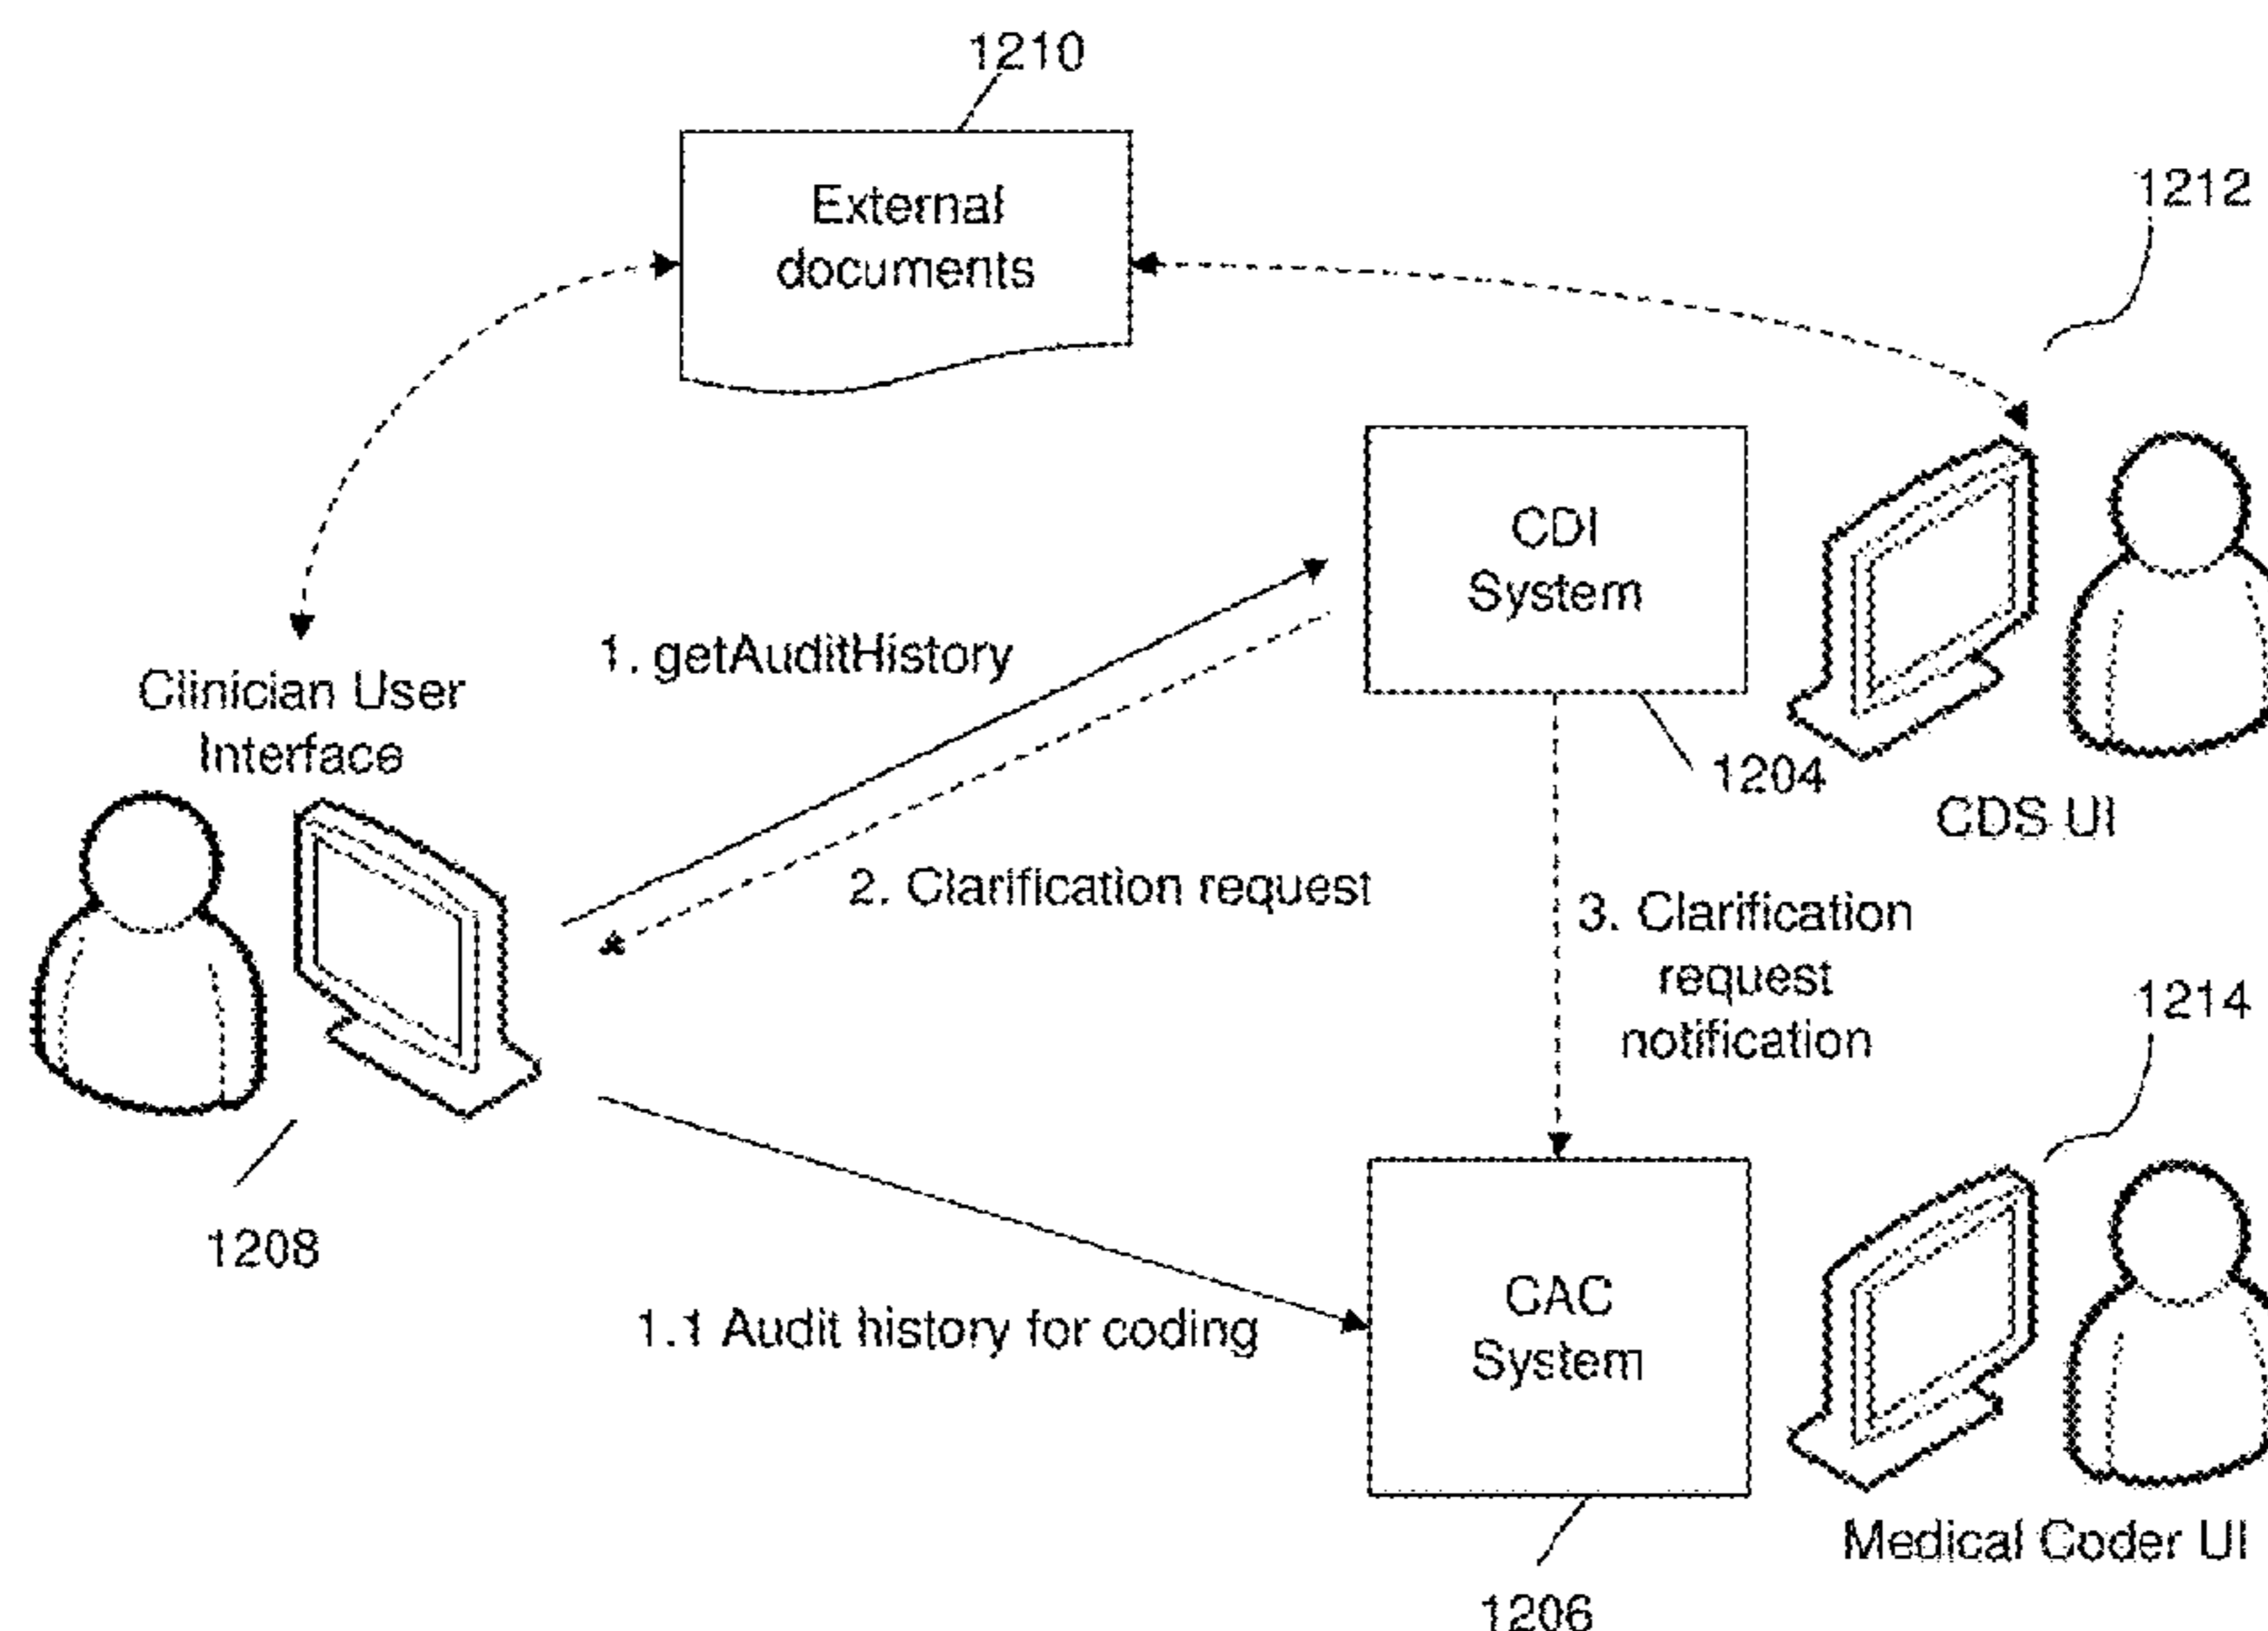 1210
External
documents
1212
CDI
System
1. getAuditHistory
Clinician User
Interface
1204
CDS UI
2. Clarification request
3. Clarification
request
notification
1214
1208
1.1 Audit history for coding
CAC
System
Medical Coder UI
1206